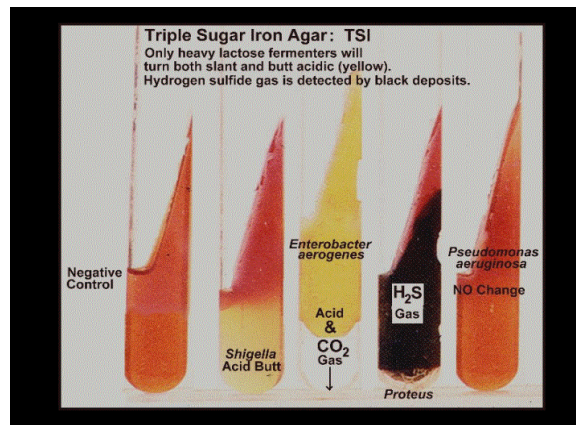 Triple Sugar Iron Agar: TSI
Only heavy lactose fermenters will
turn both slant and butt acidic (yellow).
Hydrogen sulfide gas is detected by black deposits.
Negative
Control
Shigella
Acid Butt
Enterobacter
aerogenes
Acid
&
CO2
Gas
H2S
Gas
Proteus
Pseudomonas
aeruginosa
NO Change